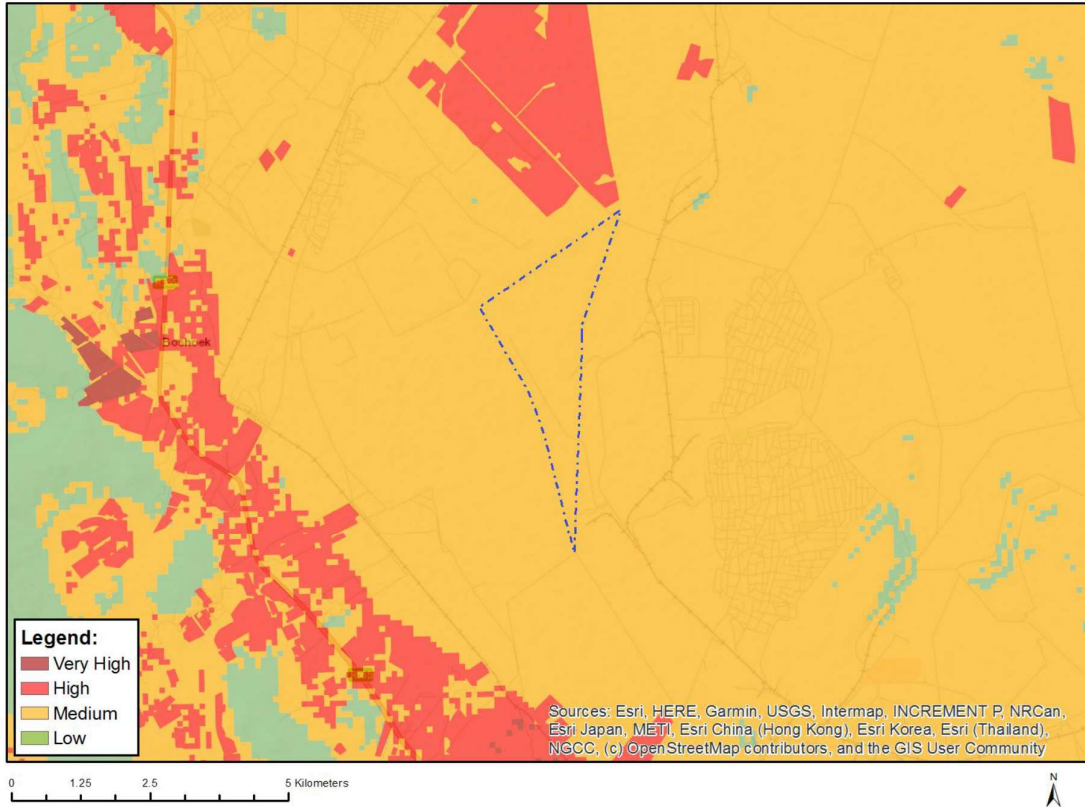 Legend:
Very High
High
Medium
Low
Sources: Esri, HERE, Garmin, USGS, Intermap, INCREMENT P, NRCan,
Esri Japan, METI, Esri China (Hong Kong), Esri Korea, Esri (Thailand),
NGCC, (c) OpenStreetMap contributors, and the GIS User Community
0 1.25 2.5 5 Kilometers
N